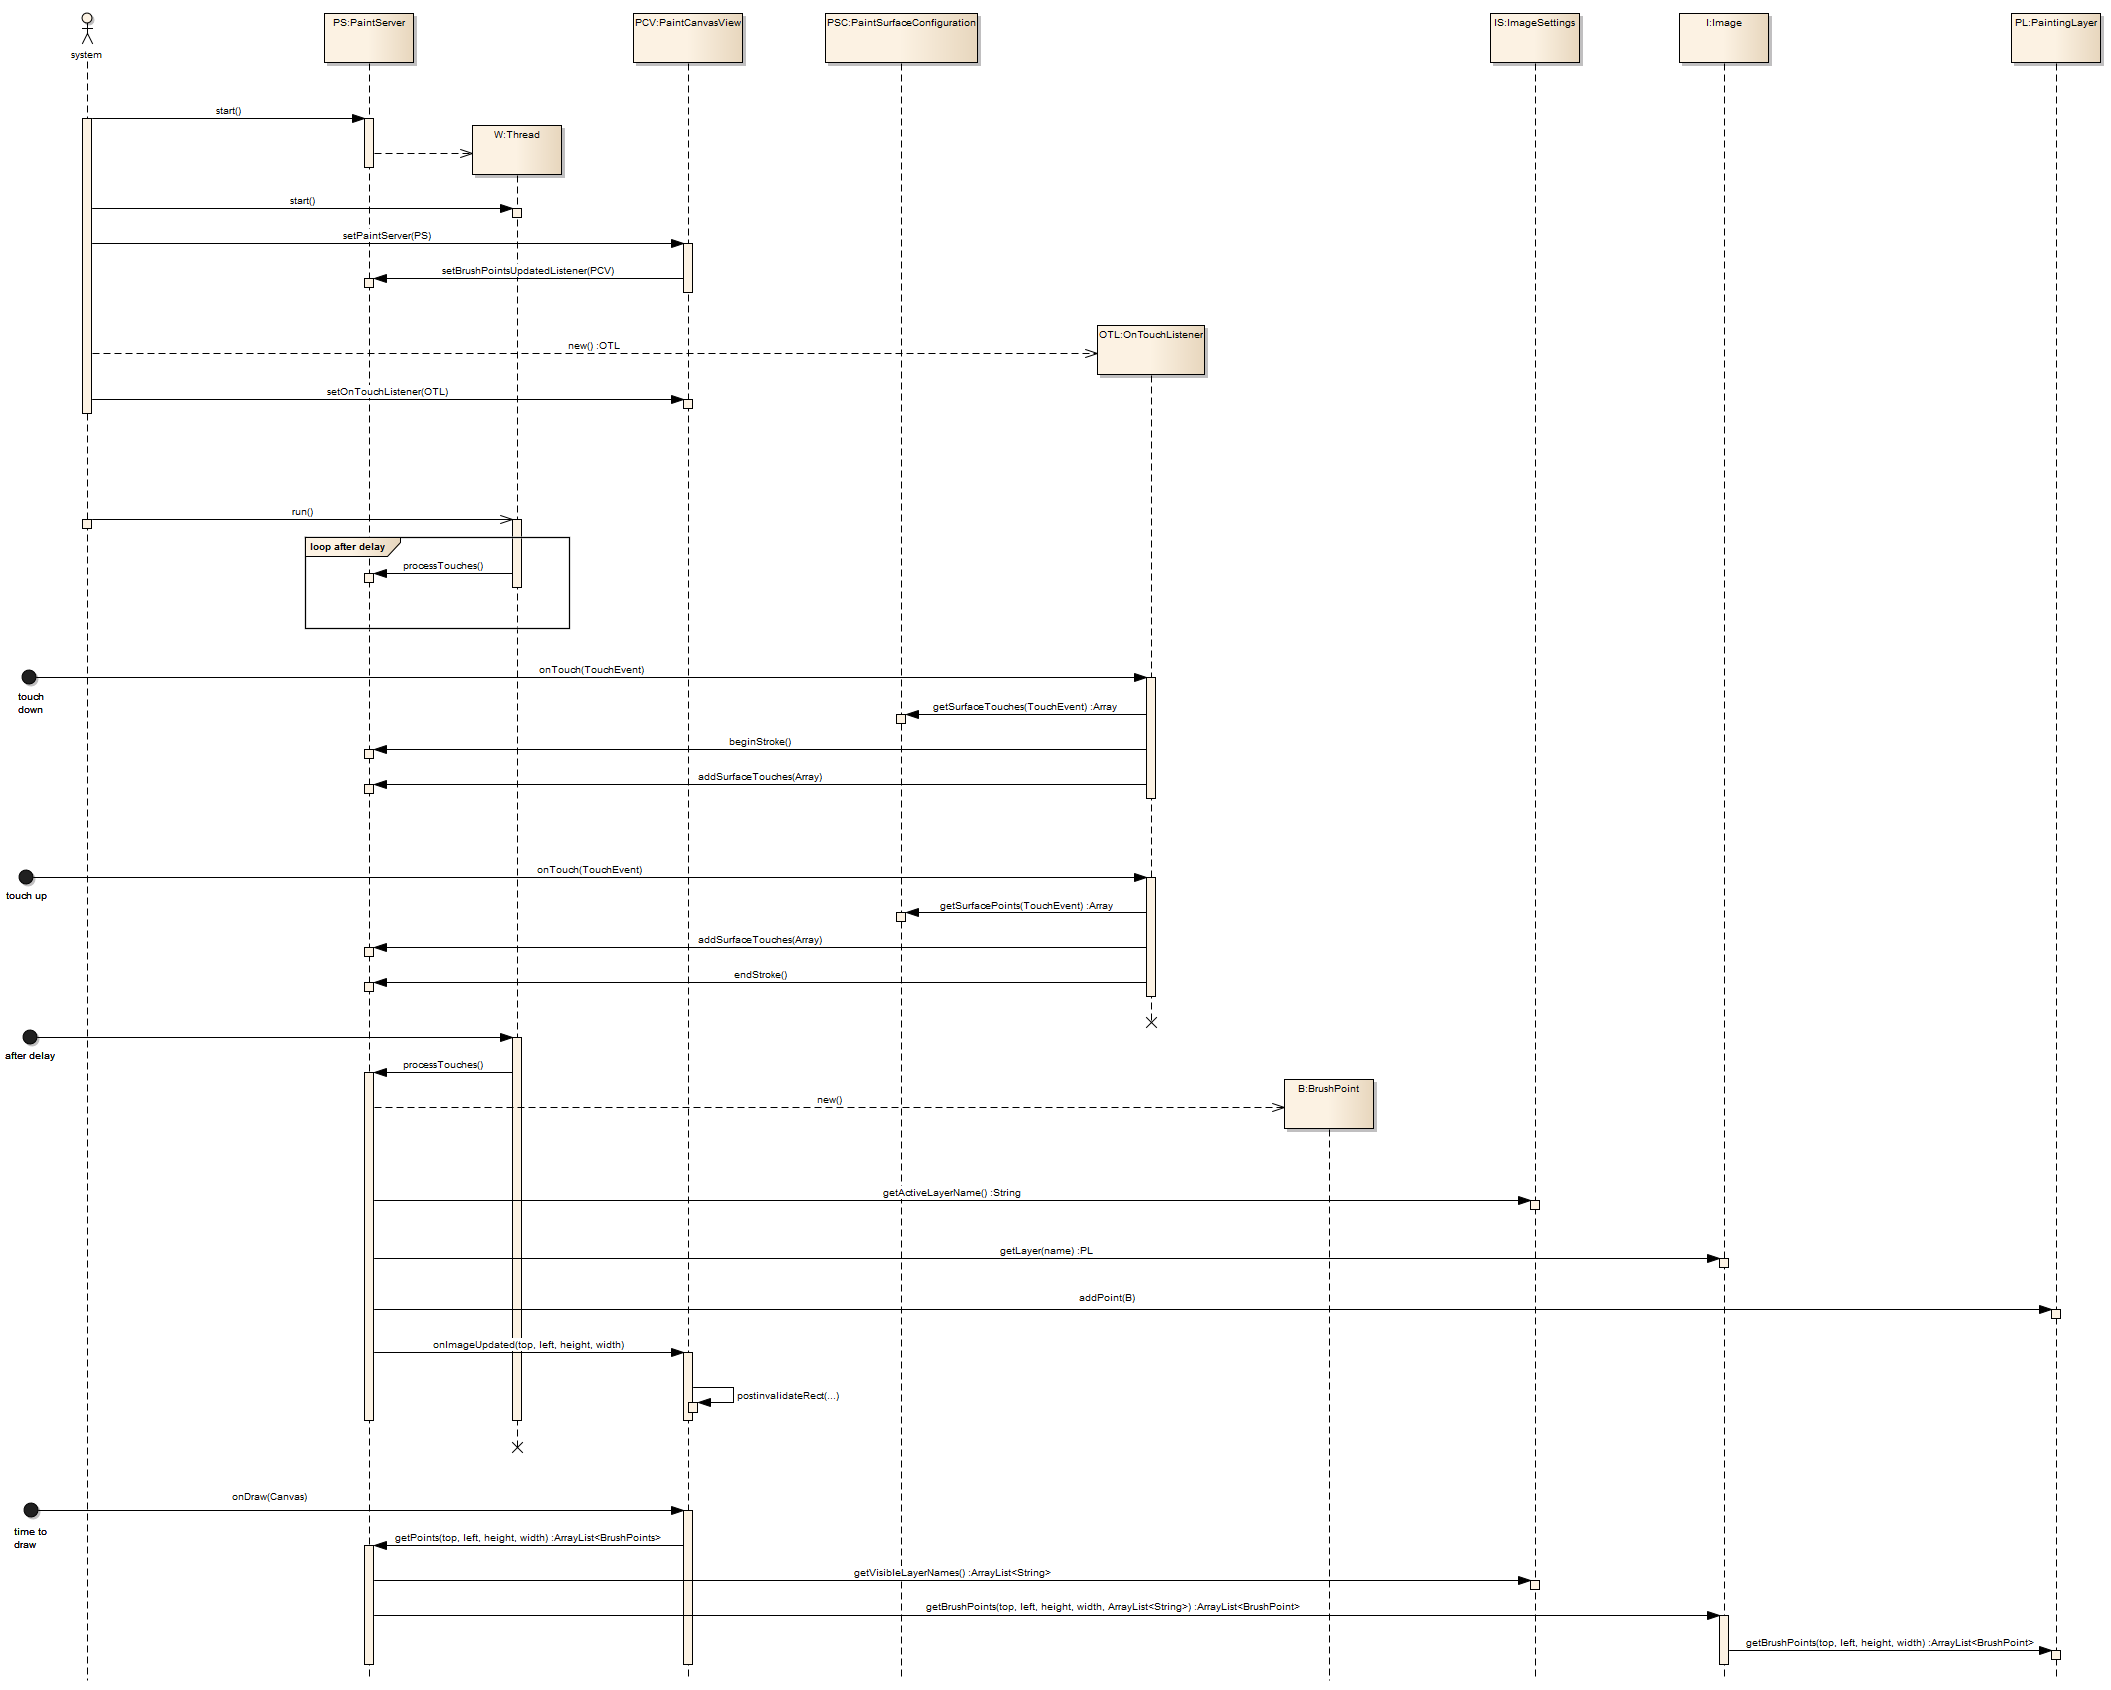 system
PS:PaintServer
PCV:PaintCanvasView
PSC:PaintSurfaceConfiguration
IS:ImageSettings
I:Image
PL:PaintingLayer
start()
W:Thread
start()
setPaintServer(PS)
setBrushPointsUpdatedListener(PCV)
OTL:OnTouchListener
new() :OTL
setOnTouchListener(OTL)
run()
loop after delay
processTouches()
onTouch(TouchEvent)
touch
down
getSurfaceTouches(TouchEvent) :Array
beginStroke()
addSurfaceTouches(Array)
onTouch(TouchEvent)
touch up
getSurfacePoints(TouchEvent) :Array
addSurfaceTouches(Array)
endStroke()
after delay
processTouches()
B:BrushPoint
new()
getActiveLayerName() :String
getLayer(name) :PL
addPoint(B)
onImageUpdated(top, left, height, width)
postinvalidateRect(...)
onDraw(Canvas)
time to
draw
getPoints(top, left, height, width) :ArrayList<BrushPoints>
getVisibleLayerNames() :ArrayList<String>
getBrushPoints(top, left, height, width, ArrayList<String>) :ArrayList<BrushPoint>
getBrushPoints(top, left, height, width) :ArrayList<BrushPoint>